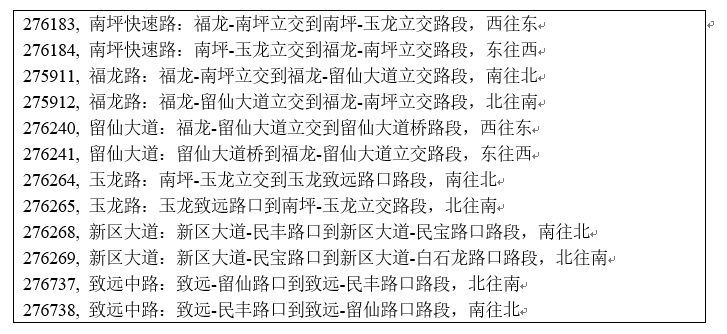 276183, 南坪快速路：福龙-南坪立交到南坪-玉龙立交路段，西往东
276184, 南坪快速路：南坪-玉龙立交到福龙-南坪立交路段，东往西
275911, 福龙路：福龙-南坪立交到福龙-留仙大道立交路段，南往北
275912, 福龙路：福龙-留仙大道立交到福龙-南坪立交路段，北往南
276240, 留仙大道：福龙-留仙大道立交到留仙大道桥路段，西往东
276241, 留仙大道：留仙大道桥到福龙-留仙大道立交路段，东往西
276264, 玉龙路：南坪-玉龙立交到玉龙致远路口路段，南往北
276265, 玉龙路：玉龙致远路口到南坪-玉龙立交路段，北往南
276268, 新区大道：新区大道-民丰路口到新区大道-民宝路口路段，南往北
276269, 新区大道：新区大道-民宝路口到新区大道-白石龙路口路段，北往南
276737, 致远中路：致远-留仙路口到致远-民丰路口路段，北往南
276738, 致远中路：致远-民丰路口到致远-留仙路口路段，南往北